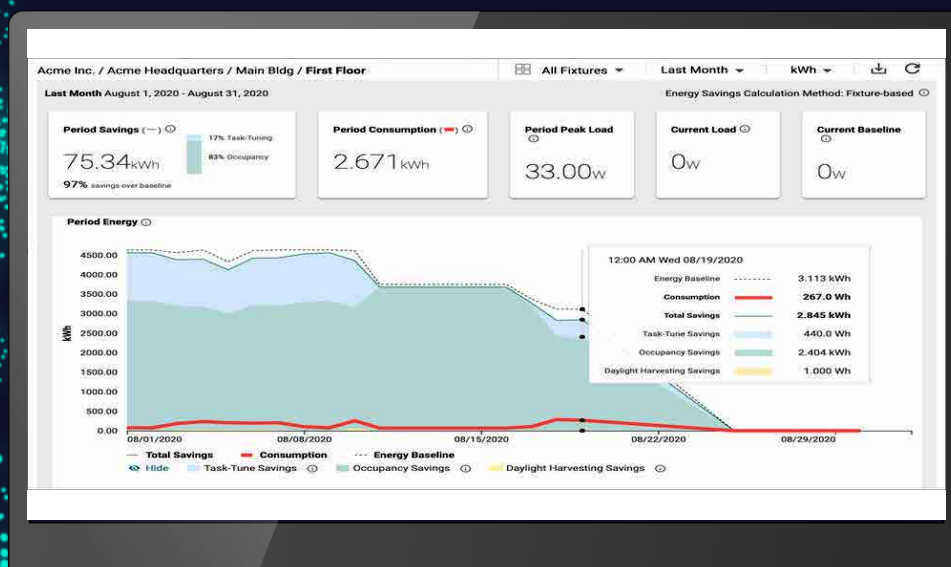 Acme Inc. / Acme Headquarters / Main Bldg / First Floor
All Fixtures
Last Month
kWh
Last Month August 1, 2020 - August 31, 2020
Energy Savings Calculation Method: Fixture-based
Period Savings (—)
75.34kWh
97% savings over baseline
17% Task-Tuning
83% Occupancy
Period Consumption (▬)
2.671kWh
Period Peak Load
33.00w
Current Load
0w
Current Baseline
0w
Period Energy
kWh
4500.00
4000.00
3500.00
3000.00
2500.00
2000.00
1500.00
1000.00
500.00
0.00
08/01/2020
08/08/2020
08/15/2020
08/22/2020
08/29/2020
12:00 AM Wed 08/19/2020
Energy Baseline 3.113 kWh
Consumption 267.0 Wh
Total Savings 2.845 kWh
Task-Tune Savings 440.0 Wh
Occupancy Savings 2.404 kWh
Daylight Harvesting Savings 1.000 Wh
Total Savings Consumption Energy Baseline
Hide Task-Tune Savings Occupancy Savings Daylight Harvesting Savings